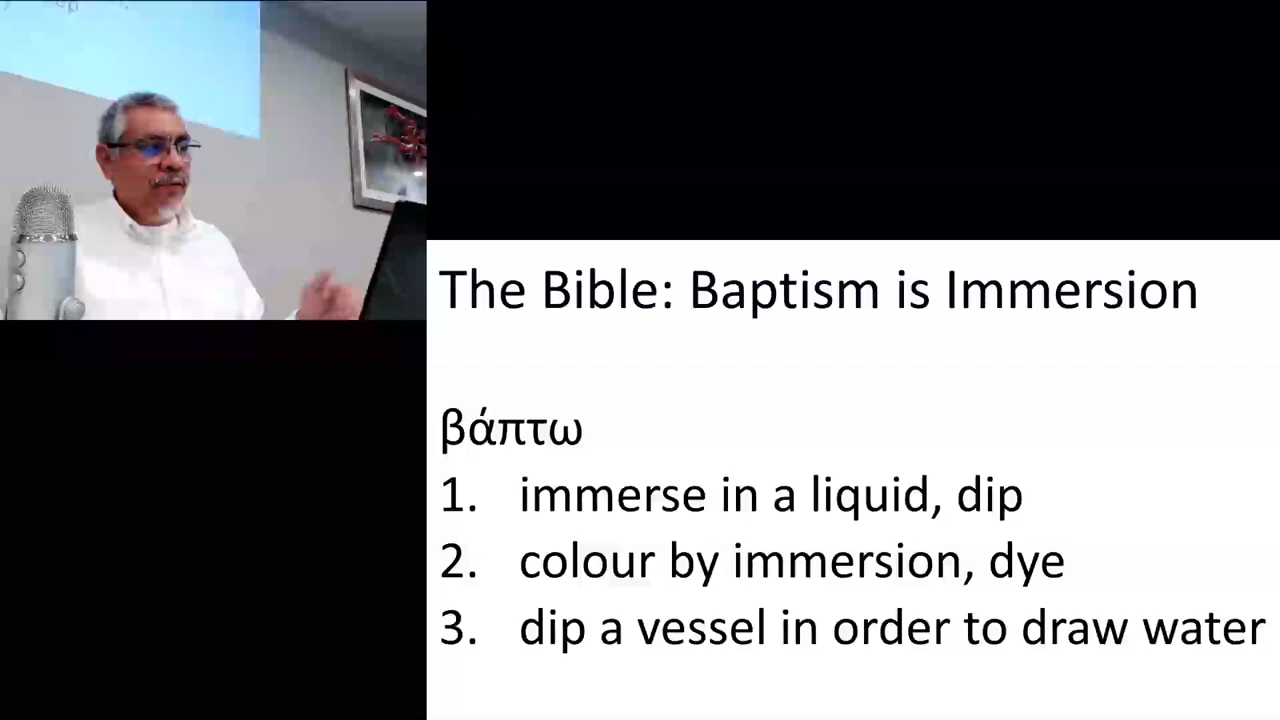 The Bible: Baptism is Immersion
βάπτω
1. immerse in a liquid, dip
2. colour by immersion, dye
3. dip a vessel in order to draw water